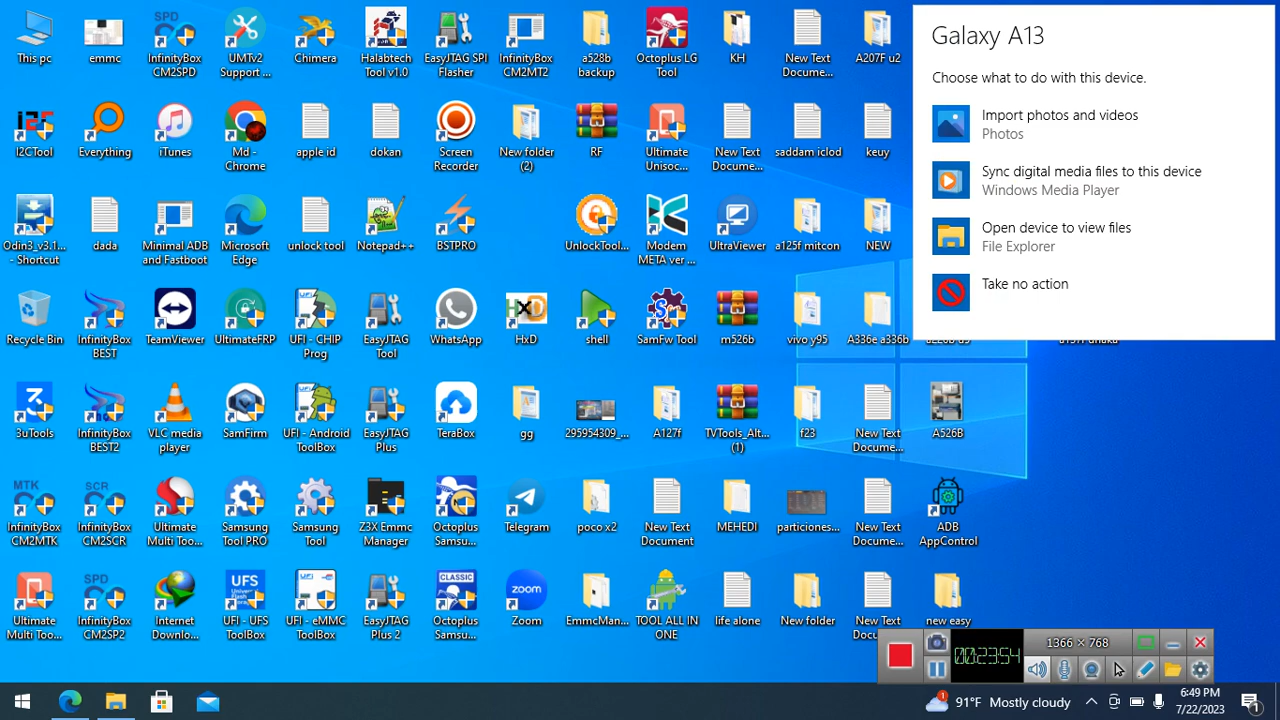 This pc
emmc
InfinityBox
CM2SPD
UMTv2
Support ...
Chimera
Halabtech
Tool v1.0
EasyJTAG SPI
Flasher
InfinityBox
CM2MT2
a528b
backup
Octoplus LG
Tool
KH
New Text
Docume...
A207F u2
I2CTool
Everything
iTunes
Md -
Chrome
apple id
dokan
Screen
Recorder
New folder
(2)
RF
Ultimate
Unisoc...
New Text
Docume...
saddam iclod
keuy
Odin3_v3.1...
- Shortcut
dada
Minimal ADB
and Fastboot
Microsoft
Edge
unlock tool
Notepad++
BSTPRO
UnlockTool...
Modem
META ver ...
UltraViewer
a125f mitcon
NEW
Recycle Bin
InfinityBox
BEST
TeamViewer
UltimateFRP
UFI - CHIP
Prog
EasyJTAG
Tool
WhatsApp
HxD
shell
SamFw Tool
m526b
vivo y95
A336e a336b
3uTools
InfinityBox
BEST2
VLC media
player
SamFirm
UFI - Android
ToolBox
EasyJTAG
Plus
TeraBox
gg
295954309_...
A127f
TVTools_Alt...
(1)
f23
New Text
Docume...
A526B
MTK
InfinityBox
CM2MTK
SCR
InfinityBox
CM2SCR
Ultimate
Multi Too...
Samsung
Tool PRO
Samsung
Tool
Z3X Emmc
Manager
Octoplus
Samsu...
Telegram
poco x2
New Text
Document
MEHEDI
particiones...
New Text
Docume...
ADB
AppControl
Ultimate
Multi Too...
SPD
InfinityBox
CM2SP2
Internet
Downlo...
UFS
UFI - UFS
ToolBox
UFI - eMMC
ToolBox
EasyJTAG
Plus 2
CLASSIC
Octoplus
Samsu...
zoom
Zoom
EmmcMan...
TOOL ALL IN
ONE
life alone
New folder
New Text
new easy
Galaxy A13
Choose what to do with this device.
Import photos and videos
Photos
Sync digital media files to this device
Windows Media Player
Open device to view files
File Explorer
Take no action
00:23:54
1366 × 768
91°F Mostly cloudy
6:49 PM
7/22/2023